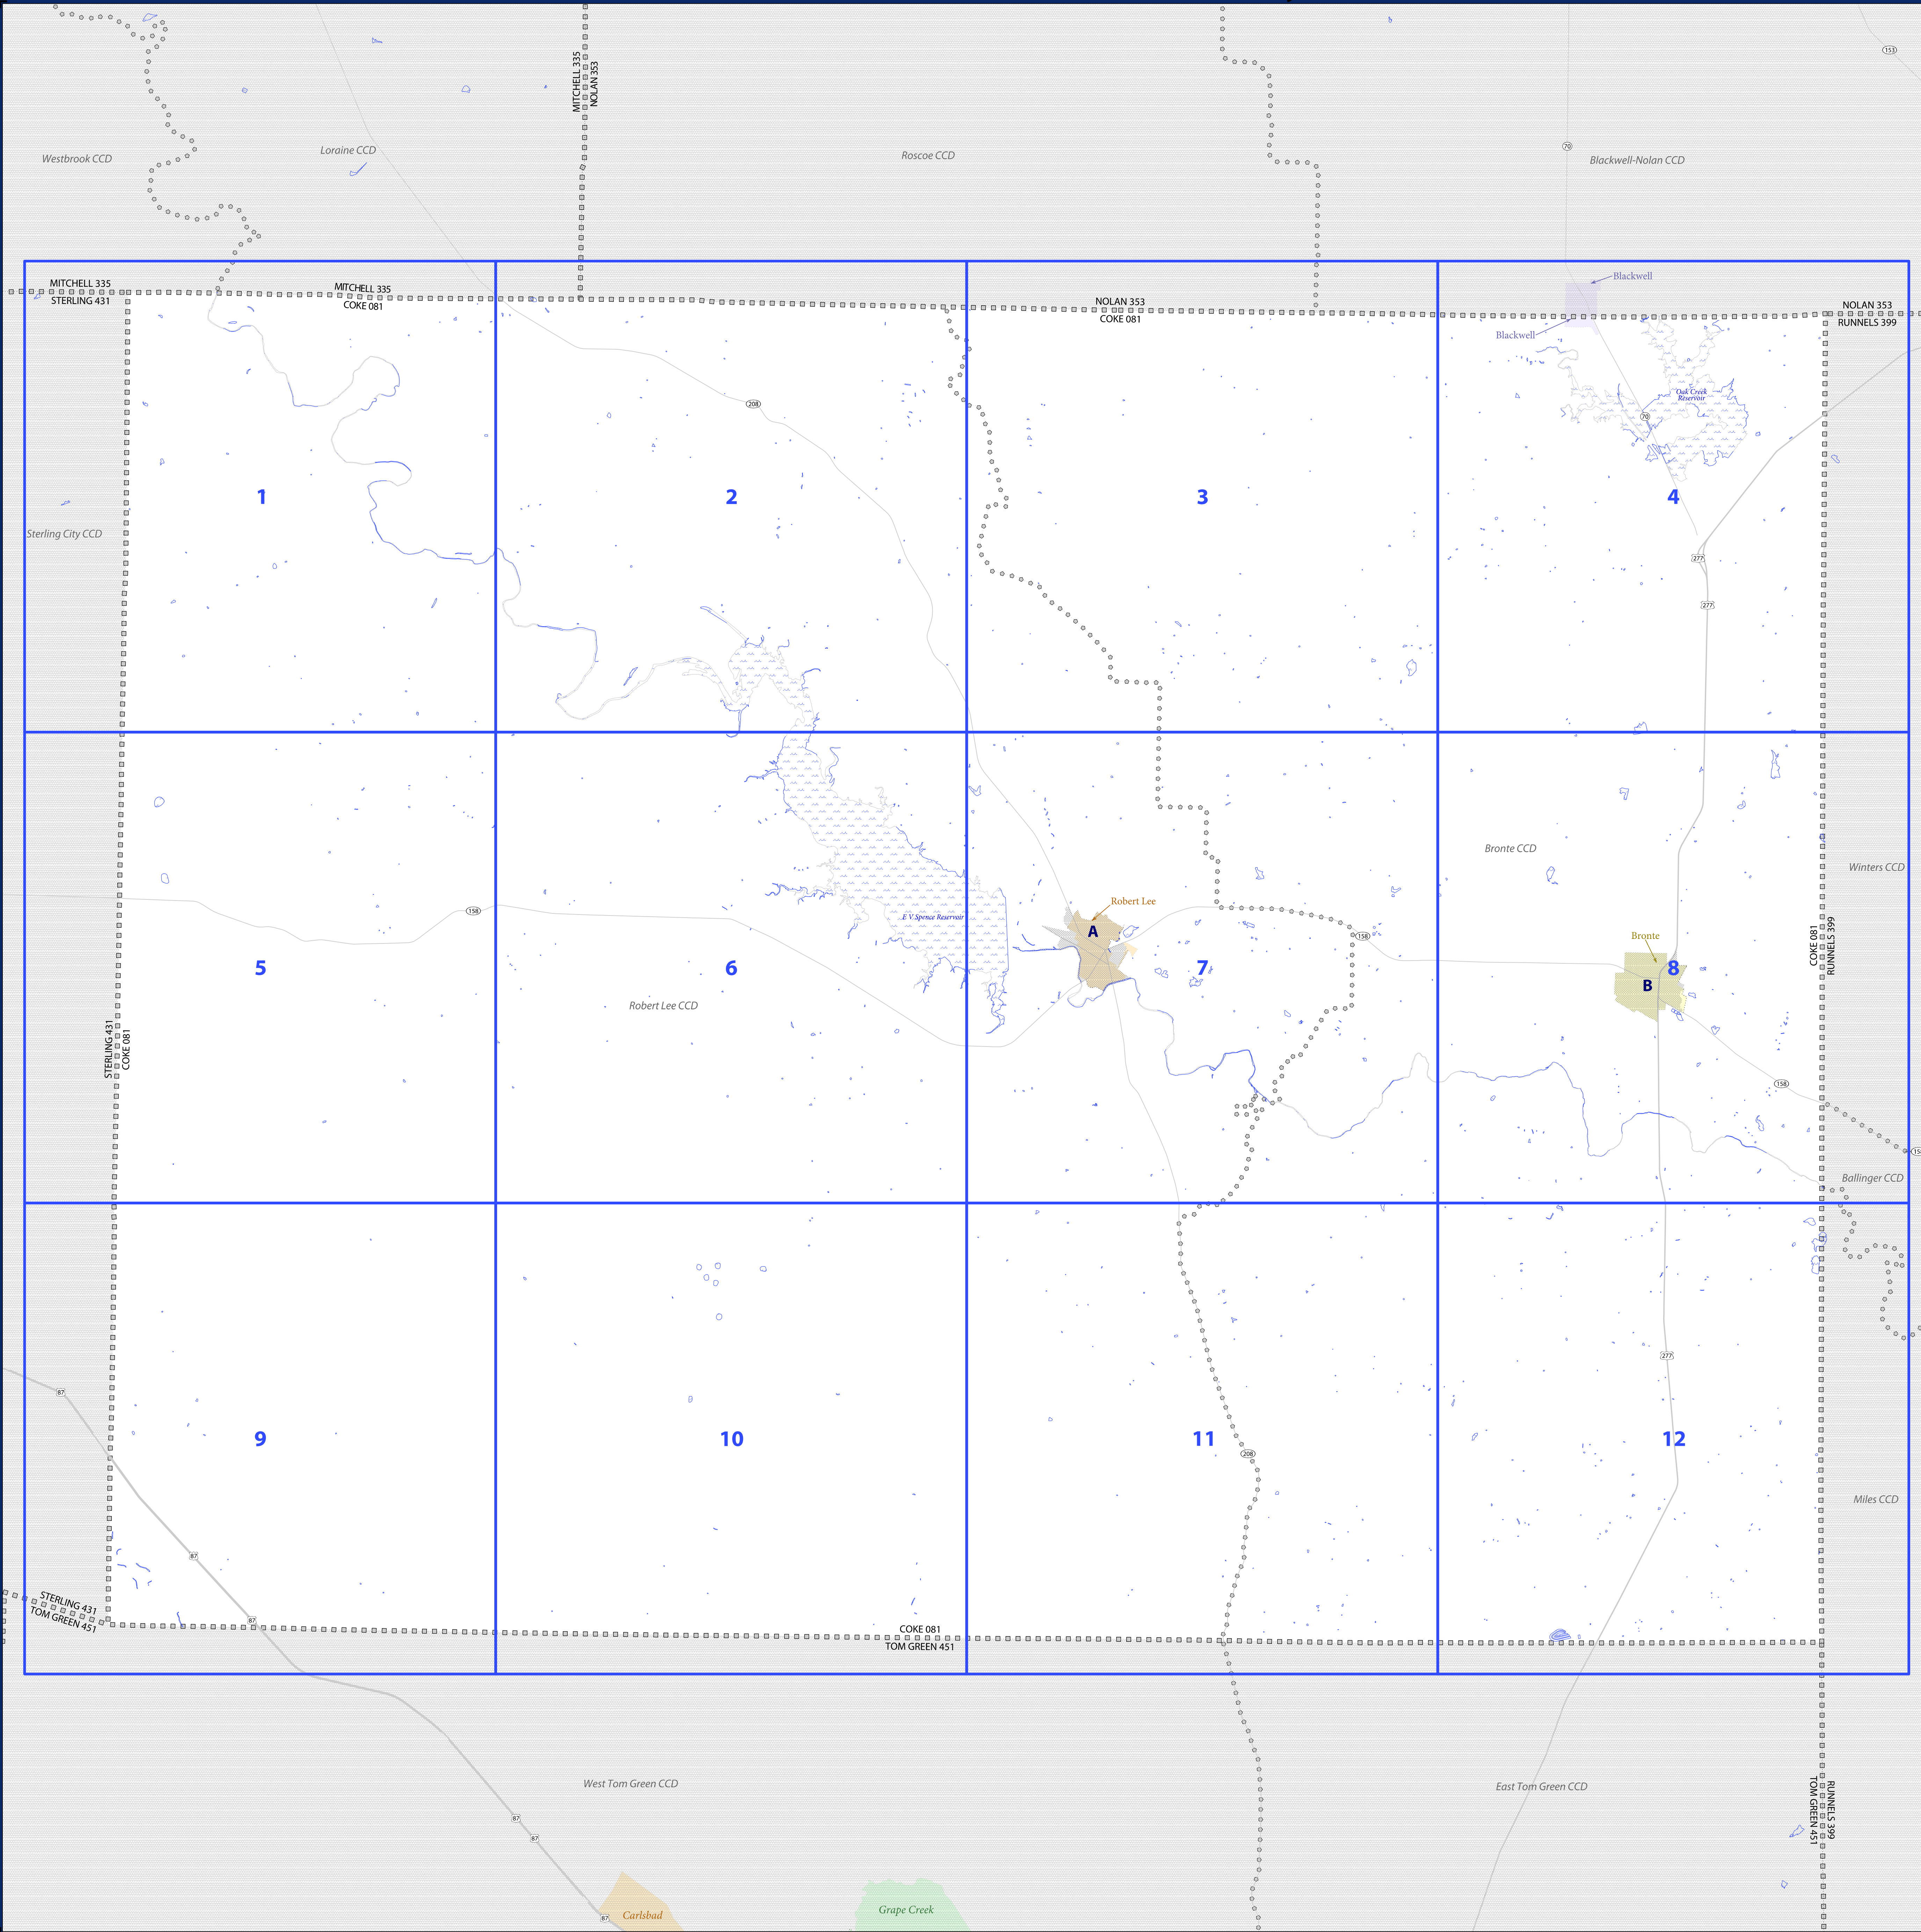 153
MITCHELL 335
NOLAN 353
70
Westbrook CCD
Loraine CCD
Roscoe CCD
Blackwell-Nolan CCD
Blackwell
MITCHELL 335
STERLING 431
MITCHELL 335
COKE 081
NOLAN 353
COKE 081
NOLAN 353
RUNNELS 399
Blackwell
Oak Creek
Reservoir
208
70
1
2
3
4
Sterling City CCD
277
277
Bronte CCD
Winters CCD
158
E V Spence Reservoir
Robert Lee
A
158
Bronte
COKE 081
RUNNELS 399
5
6
7
8
B
Robert Lee CCD
STERLING 431
COKE 081
158
Ballinger CCD
277
87
9
10
11
12
208
Miles CCD
87
STERLING 431
TOM GREEN 451
87
COKE 081
TOM GREEN 451
West Tom Green CCD
East Tom Green CCD
TOM GREEN 451
RUNNELS 399
87
87
87
Carlsbad
Grape Creek